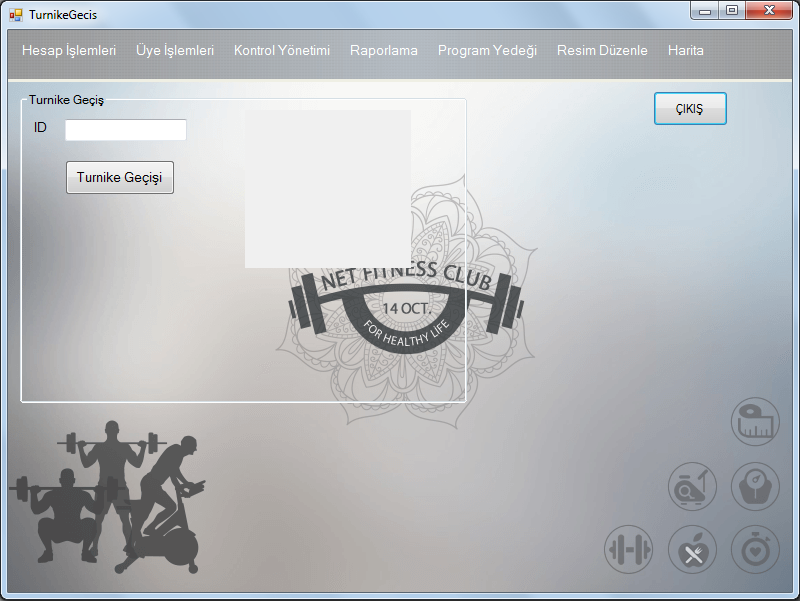 TurnikeGecis
Hesap İşlemleri Üye İşlemleri Kontrol Yönetimi Raporlama Program Yedeği Resim Düzenle Harita
Turnike Geçiş
ID
Turnike Geçişi
ÇIKIŞ
NET FITNESS CLUB
14 OCT.
FOR HEALTHY LIFE